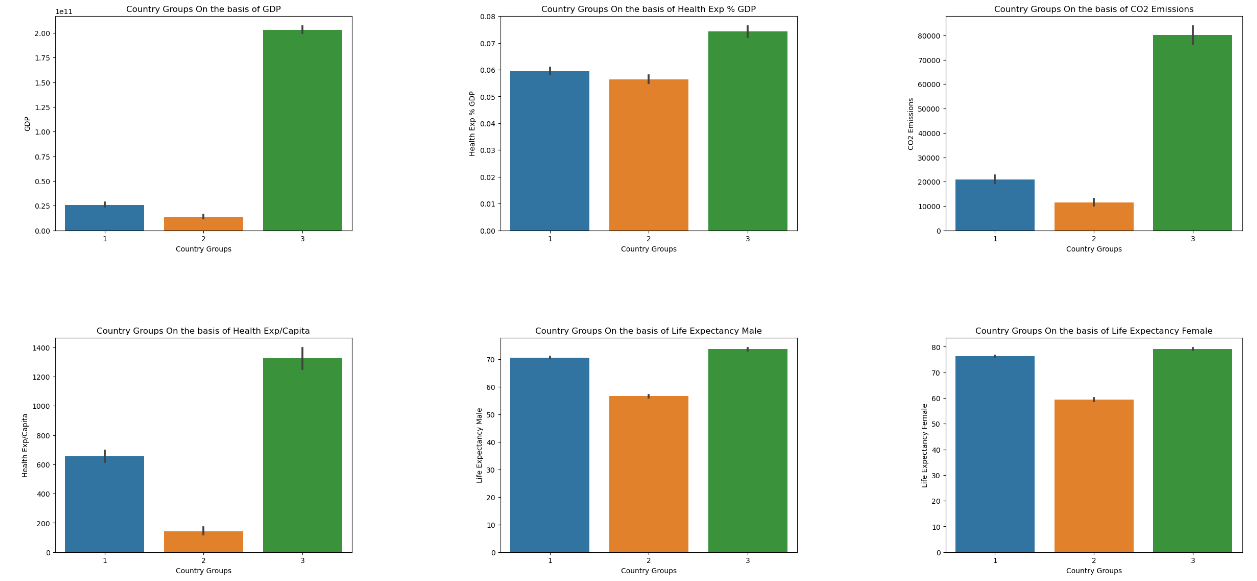 Country Groups On the basis of GDP
1e11
2.00
1.75
1.50
1.25
1.00
0.75
0.50
0.25
0.00
GDP
1 2 3
Country Groups
Country Groups On the basis of Health Exp % GDP
0.08
0.07
0.06
0.05
0.04
0.03
0.02
0.01
0.00
Health Exp % GDP
1 2 3
Country Groups
Country Groups On the basis of CO2 Emissions
80000
70000
60000
50000
40000
30000
20000
10000
0
CO2 Emissions
1 2 3
Country Groups
Country Groups On the basis of Health Exp/Capita
1400
1200
1000
800
600
400
200
0
Health Exp/Capita
1 2 3
Country Groups
Country Groups On the basis of Life Expectancy Male
70
60
50
40
30
20
10
0
Life Expectancy Male
1 2 3
Country Groups
Country Groups On the basis of Life Expectancy Female
80
70
60
50
40
30
20
10
0
Life Expectancy Female
1 2 3
Country Groups